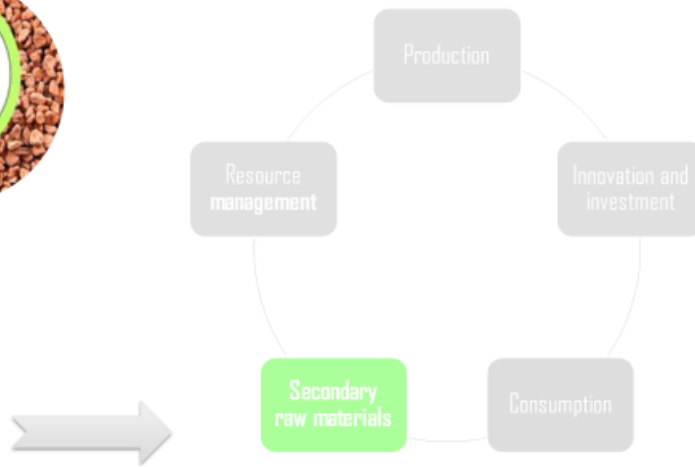 Production
Resource
management
Innovation and
investment
Secondary
raw materials
Consumption